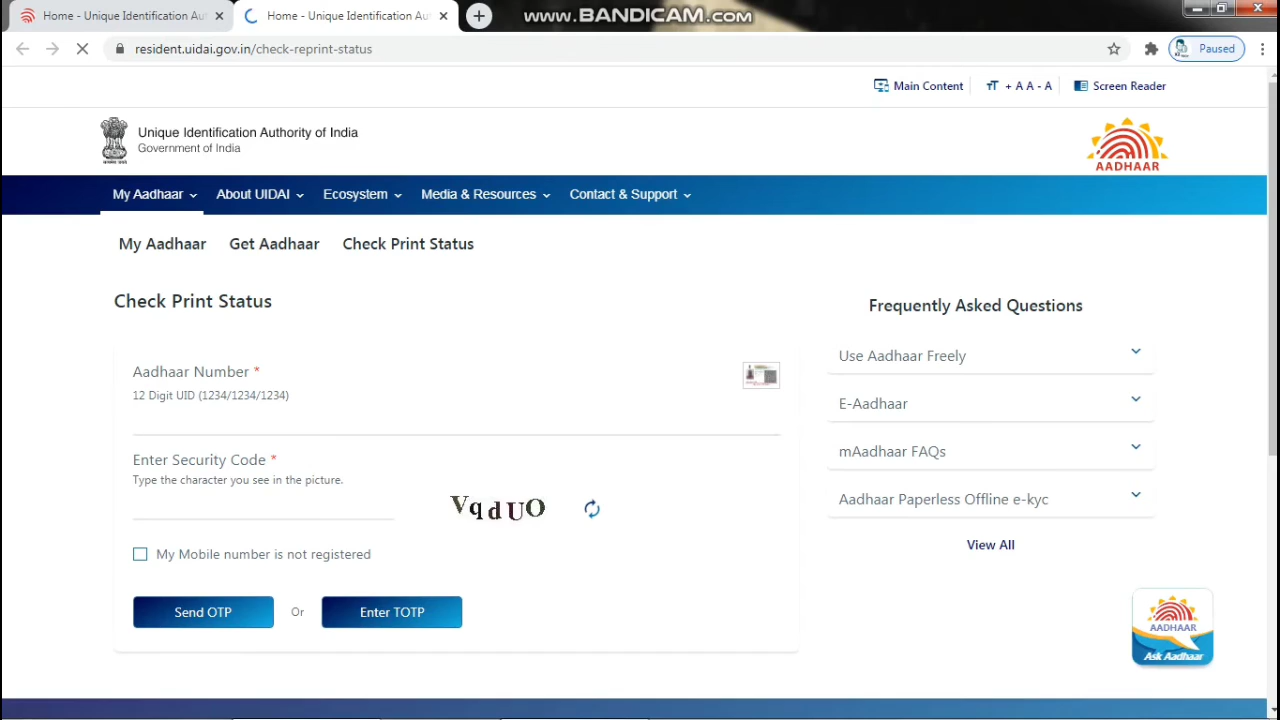 Home - Unique Identification Aut
Home - Unique Identification Aut
www.BANDICAM.com
resident.uidai.gov.in/check-reprint-status
Paused
Main Content
TT + A A - A
Screen Reader
Unique Identification Authority of India
Government of India
AADHAAR
My Aadhaar
About UIDAI
Ecosystem
Media & Resources
Contact & Support
My Aadhaar
Get Aadhaar
Check Print Status
Check Print Status
Frequently Asked Questions
Aadhaar Number *
12 Digit UID (1234/1234/1234)
Use Aadhaar Freely
E-Aadhaar
mAadhaar FAQs
Aadhaar Paperless Offline e-kyc
View All
Enter Security Code *
Type the character you see in the picture.
VqdUO
My Mobile number is not registered
Send OTP
Or
Enter TOTP
AADHAAR
Ask Aadhaar